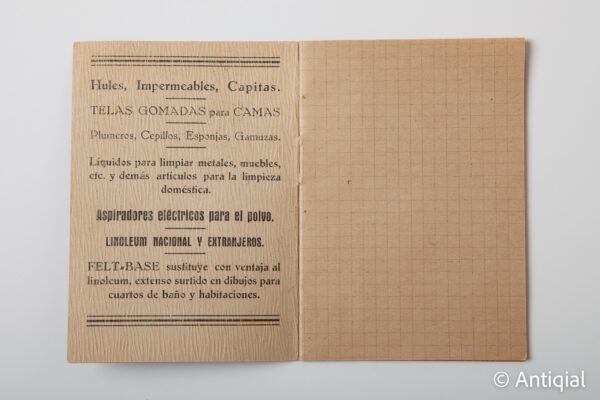 Hules, Impermeables, Capitas.
TELAS GOMADAS para CAMAS
Plumeros, Cepillos, Esponjas, Gamuzas.
Líquidos para limpiar metales, muebles,
etc. y demás artículos para la limpieza
doméstica.
Aspiradores eléctricos para el polvo.
LINOLEUM NACIONAL Y EXTRANJEROS.
FELT-BASE sustituye con ventaja al
linoleum, extenso surtido en dibujos para
cuartos de baño y habitaciones.
© Antiqial